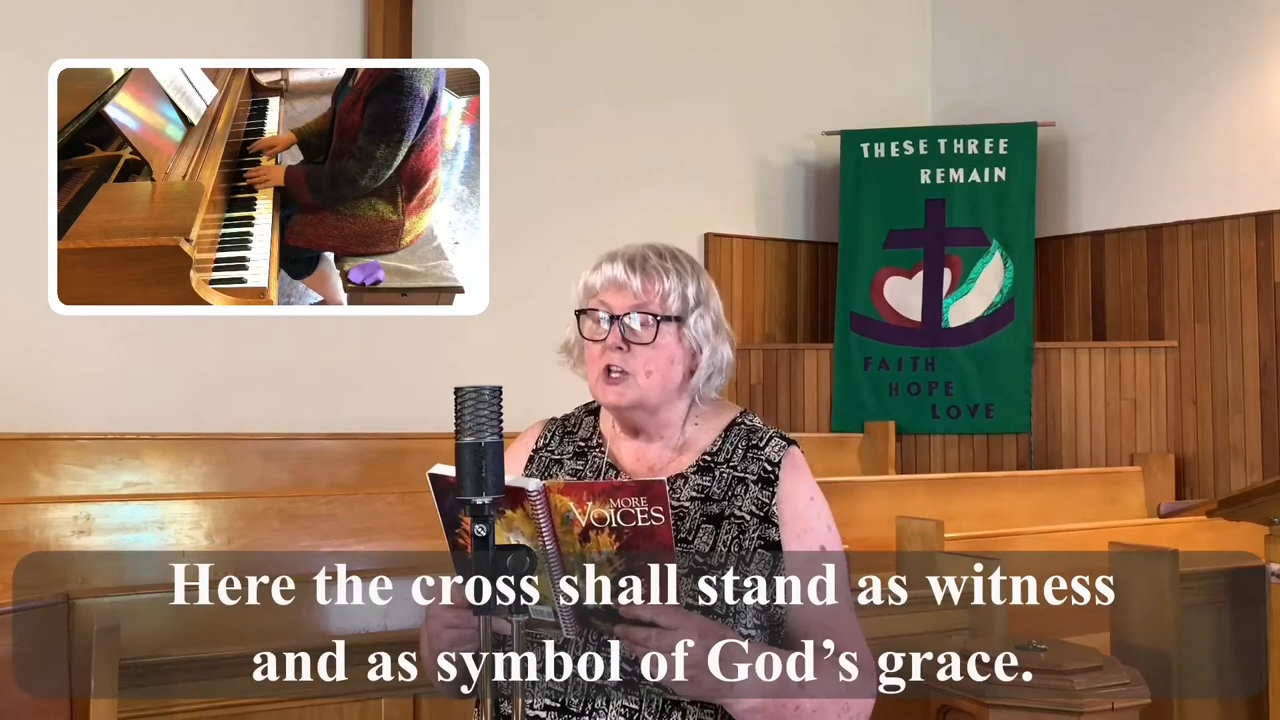 THESE THREE
REMAIN
FAITH
HOPE
LOVE
MORE
VOICES
Here the cross shall stand as witness
and as symbol of God’s grace.